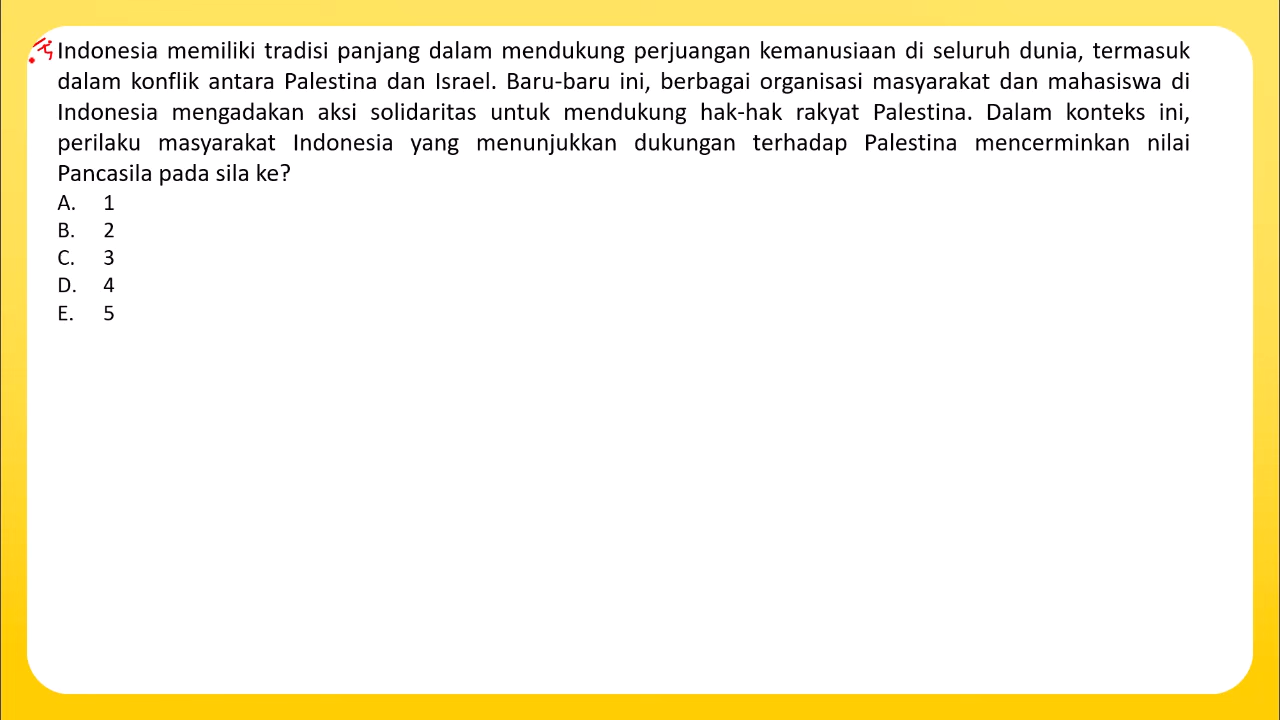 Indonesia memiliki tradisi panjang dalam mendukung perjuangan kemanusiaan di seluruh dunia, termasuk
dalam konflik antara Palestina dan Israel. Baru-baru ini, berbagai organisasi masyarakat dan mahasiswa di
Indonesia mengadakan aksi solidaritas untuk mendukung hak-hak rakyat Palestina. Dalam konteks ini,
perilaku masyarakat Indonesia yang menunjukkan dukungan terhadap Palestina mencerminkan nilai
Pancasila pada sila ke?
A. 1
B. 2
C. 3
D. 4
E. 5